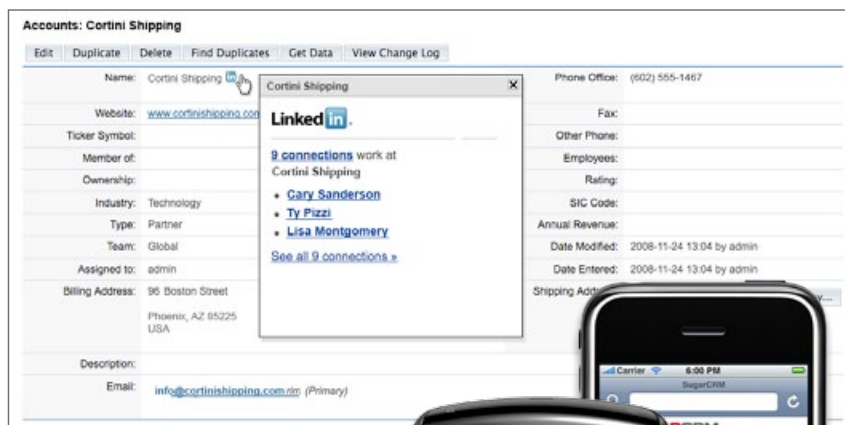 Accounts: Cortini Shipping
Edit Duplicate Delete Find Duplicates Get Data View Change Log
Name: Cortini Shipping in
Website: www.cortinishipping.com
Ticker Symbol:
Member of:
Ownership:
Industry: Technology
Type: Partner
Team: Global
Assigned to: admin
Billing Address: 96 Boston Street
Phoenix, AZ 85225
USA
Description:
Email: info@cortinishipping.com rim (Primary)
Cortini Shipping X
Linked in.
9 connections work at
Cortini Shipping
• Cary Sanderson
• Ty Pizzi
• Lisa Montgomery
See all 9 connections »
Phone Office: (602) 555-1467
Fax:
Other Phone:
Employees:
Rating:
SIC Code:
Annual Revenue:
Date Modified: 2008-11-24 13:04 by admin
Date Entered: 2008-11-24 13:04 by admin
Shipping
Carrier 6:00 PM
SugarCRM